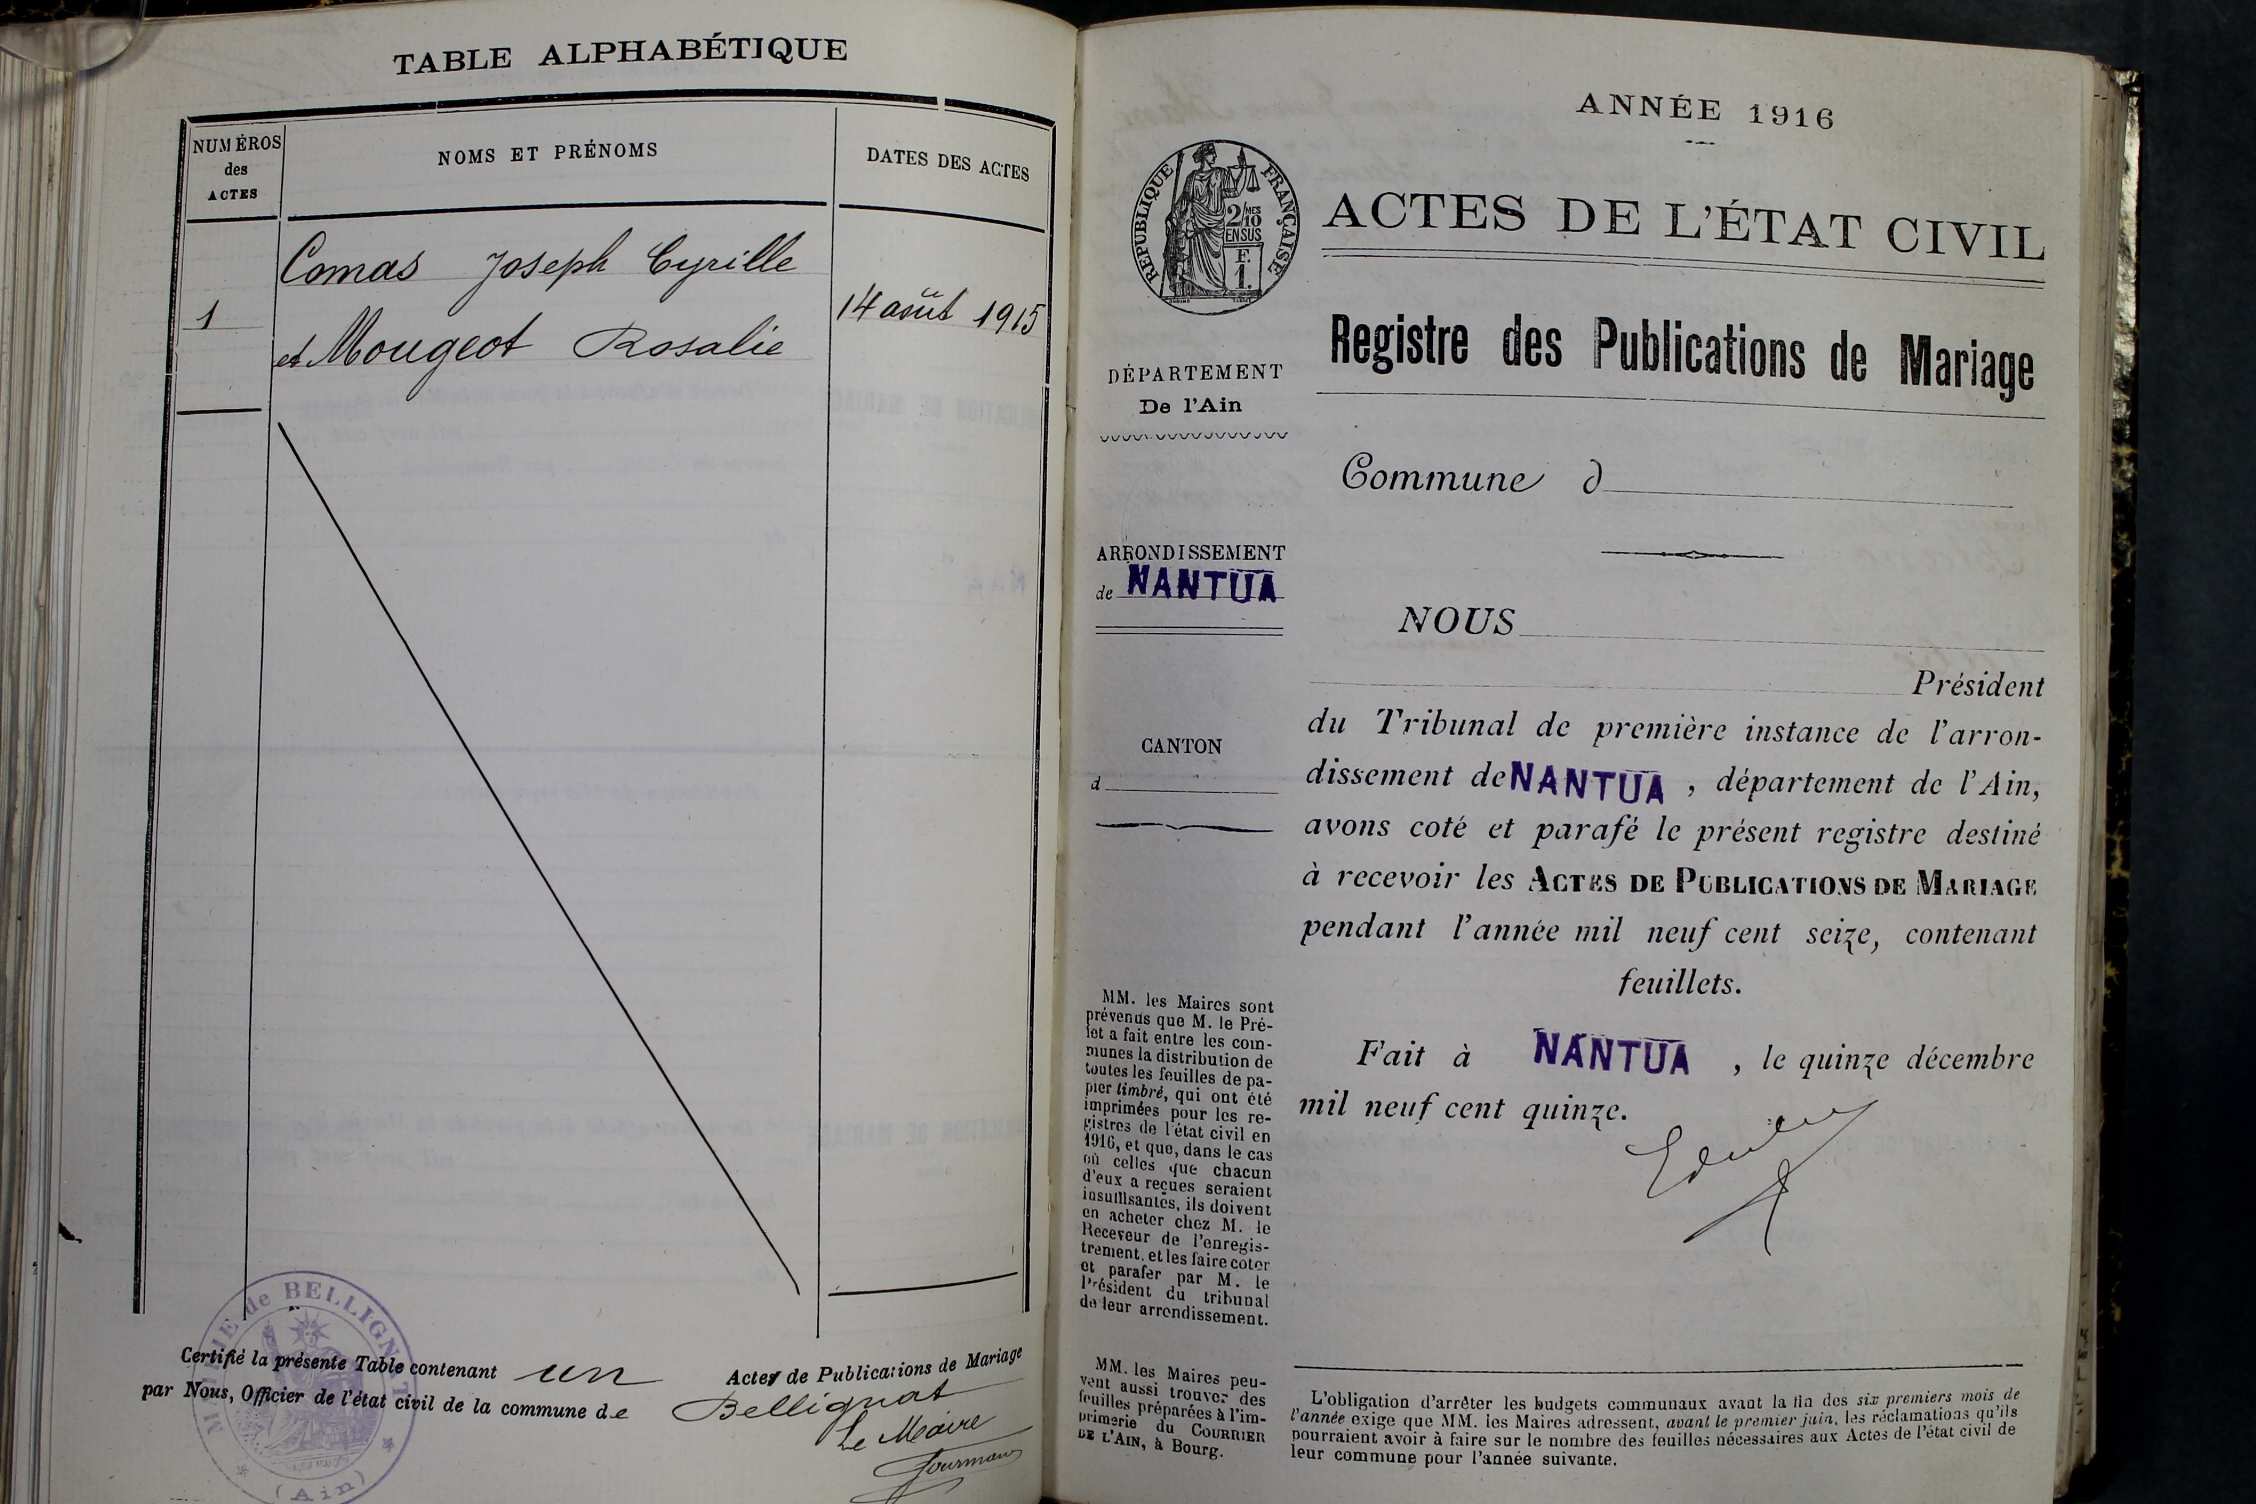 TABLE ALPHABÉTIQUE
NUMÉROS
des
ACTES
NOMS ET PRÉNOMS
DATES DES ACTES
Comas Joseph Cyrille
1
14 août 1915
et Mougeot Rosalie
MAIRIE de BELLIGNAT
(Ain)
Certifié la présente Table contenant un Actes de Publications de Mariage
par Nous, Officier de l'état civil de la commune de Bellignat
Le Maire
ANNÉE 1916
RÉPUBLIQUE FRANÇAISE
2/10 MES
EN SUS
F.
1.
ACTES DE L'ÉTAT CIVIL
Registre des Publications de Mariage
DÉPARTEMENT
De l'Ain
Commune d
ARRONDISSEMENT
de NANTUA
NOUS
Président
du Tribunal de première instance de l'arron-
dissement de NANTUA , département de l'Ain,
avons coté et parafé le présent registre destiné
à recevoir les ACTES DE PUBLICATIONS DE MARIAGE
pendant l'année mil neuf cent seize, contenant
feuillets.
Fait à NANTUA , le quinze décembre
mil neuf cent quinze.
CANTON
d
MM. les Maires sont
prévenus que M. le Pré-
fet a fait entre les com-
munes la distribution de
toutes les feuilles de pa-
pier timbré, qui ont été
imprimées pour les re-
gistres de l'état civil en
1916, et que, dans le cas
où celles que chacun
d'eux a reçues seraient
insuffisantes, ils doivent
en acheter chez M. le
Receveur de l'enregis-
trement, et les faire coter
et parafer par M. le
Président du tribunal
de leur arrondissement.
MM. les Maires peu-
vent aussi trouver des
feuilles préparées à l'im-
primerie du COURRIER
DE L'AIN, à Bourg.
L'obligation d'arrêter les budgets communaux avant la fin des six premiers mois de
l'année exige que MM. les Maires adressent, avant le premier juin, les réclamations qu'ils
pourraient avoir à faire sur le nombre des feuilles nécessaires aux Actes de l'état civil de
leur commune pour l'année suivante.